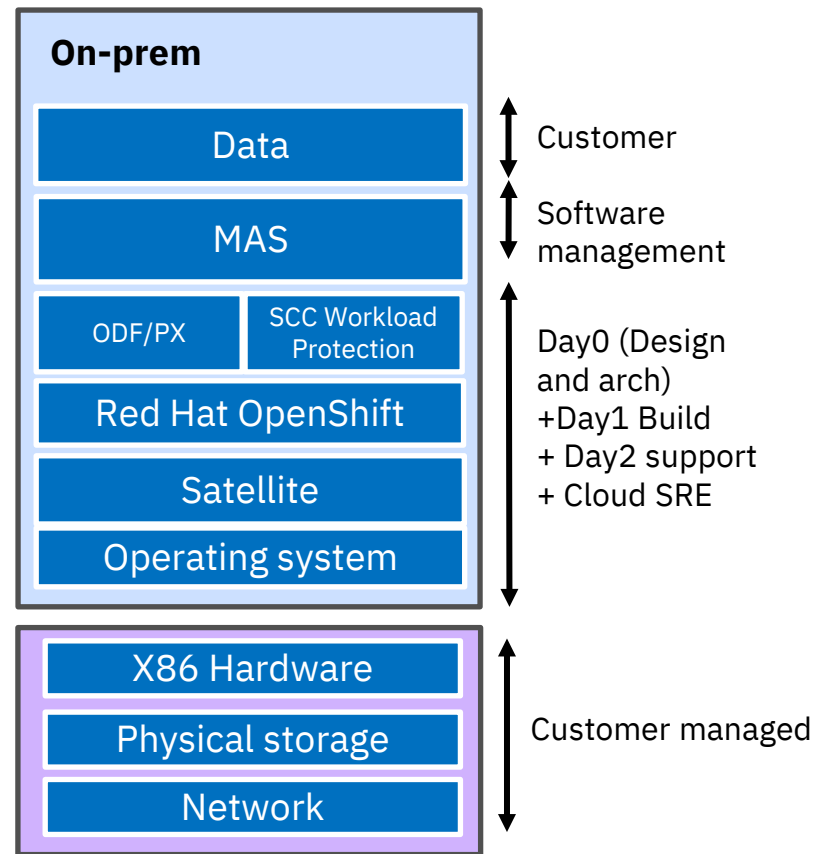 On-prem
Data
Customer
MAS
Software
management
ODF/PX
SCC Workload
Protection
Day0 (Design
and arch)
+Day1 Build
+ Day2 support
+ Cloud SRE
Red Hat OpenShift
Satellite
Operating system
X86 Hardware
Physical storage
Network
Customer managed